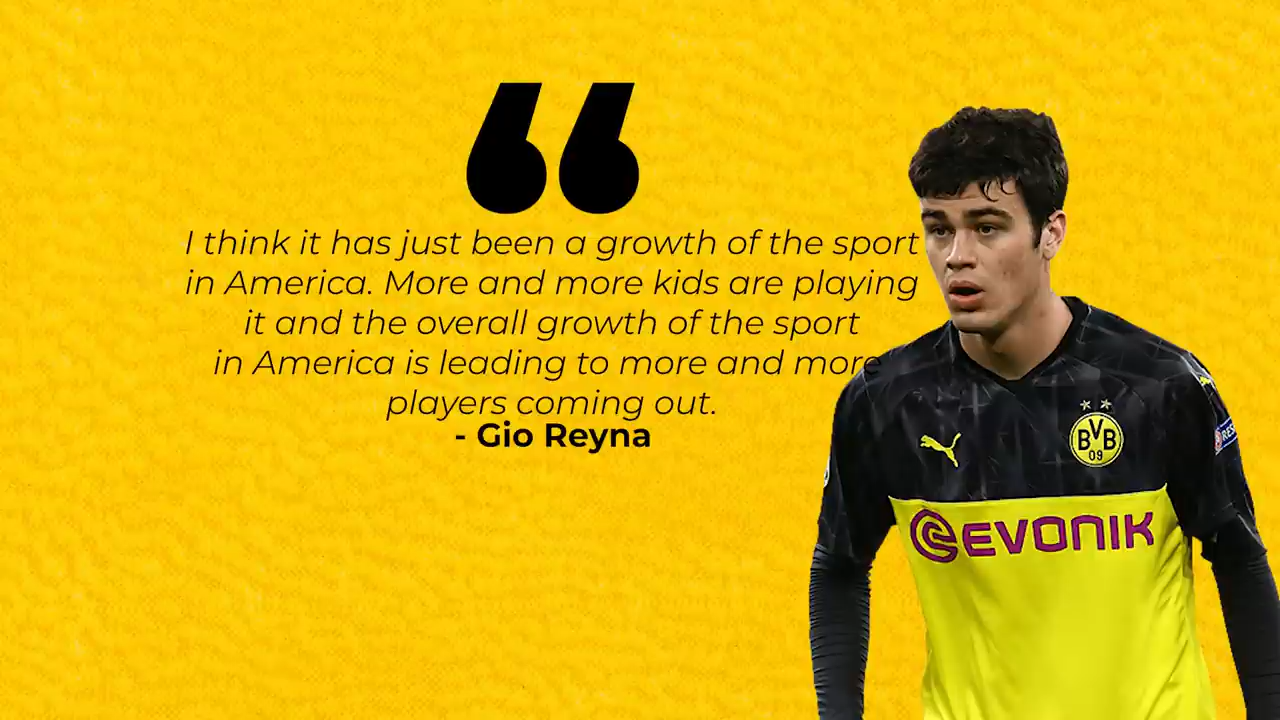 I think it has just been a growth of the sport
in America. More and more kids are playing
it and the overall growth of the sport
in America is leading to more and more
players coming out.
- Gio Reyna
BVB
09
EVONIK
RES